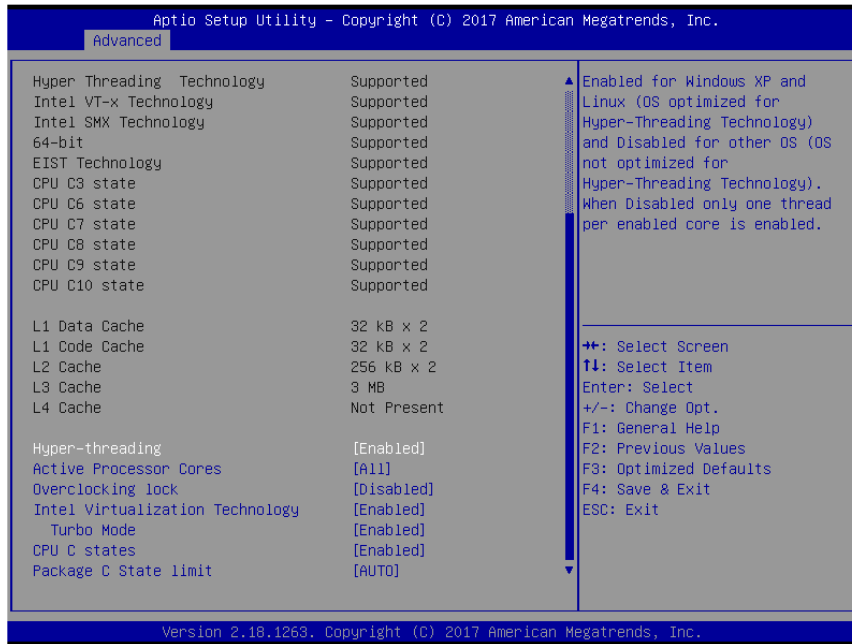 Aptio Setup Utility – Copyright (C) 2017 American Megatrends, Inc.
Advanced
Hyper Threading Technology Supported
Intel VT-x Technology Supported
Intel SMX Technology Supported
64-bit Supported
EIST Technology Supported
CPU C3 state Supported
CPU C6 state Supported
CPU C7 state Supported
CPU C8 state Supported
CPU C9 state Supported
CPU C10 state Supported
L1 Data Cache 32 kB x 2
L1 Code Cache 32 kB x 2
L2 Cache 256 kB x 2
L3 Cache 3 MB
L4 Cache Not Present
Hyper-threading [Enabled]
Active Processor Cores [All]
Overclocking lock [Disabled]
Intel Virtualization Technology [Enabled]
Turbo Mode [Enabled]
CPU C states [Enabled]
Package C State limit [AUTO]
Enabled for Windows XP and
Linux (OS optimized for
Hyper-Threading Technology)
and Disabled for other OS (OS
not optimized for
Hyper-Threading Technology).
When Disabled only one thread
per enabled core is enabled.
→←: Select Screen
↑↓: Select Item
Enter: Select
+/-: Change Opt.
F1: General Help
F2: Previous Values
F3: Optimized Defaults
F4: Save & Exit
ESC: Exit
Version 2.18.1263. Copyright (C) 2017 American Megatrends, Inc.